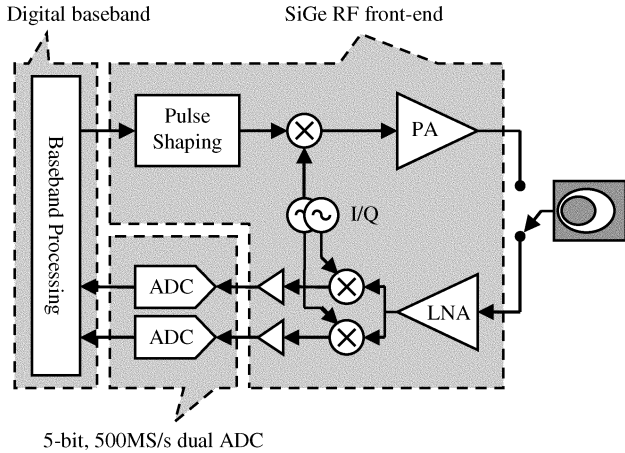 Digital baseband
SiGe RF front-end
Baseband Processing
Pulse
Shaping
PA
I/Q
ADC
LNA
ADC
5-bit, 500MS/s dual ADC